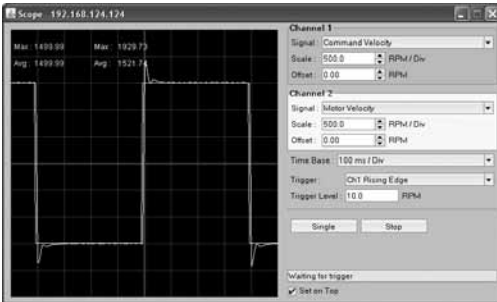 Scope 192.168.124.124
Max: 1499.99 Max: 1929.73
Avg: 1499.99 Avg: 1521.74
Channel 1
Signal: Command Velocity
Scale: 500.0 RPM / Div
Offset: 0.00 RPM
Channel 2
Signal: Motor Velocity
Scale: 500.0 RPM / Div
Offset: 0.00 RPM
Time Base: 100 ms / Div
Trigger: Ch1 Rising Edge
Trigger Level: 10.0 RPM
Single Stop
Waiting for trigger
Set on Top